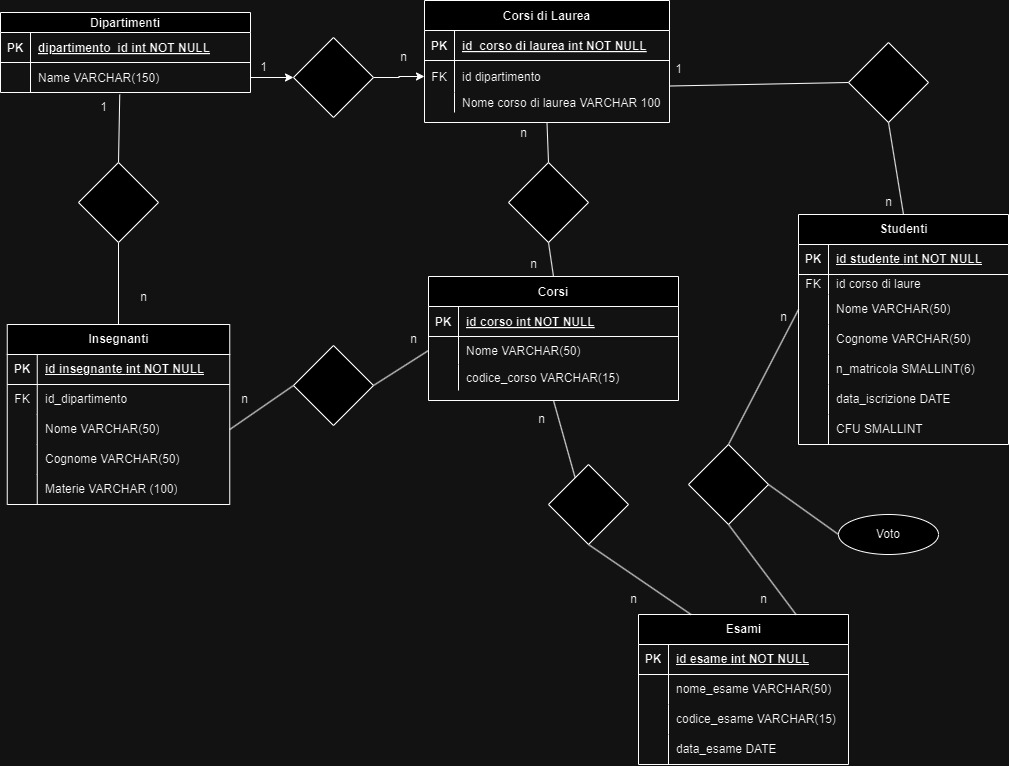 Dipartimenti
PK dipartimento_id int NOT NULL
Name VARCHAR(150)
1
n
Corsi di Laurea
PK id_corso di laurea int NOT NULL
FK id dipartimento
Nome corso di laurea VARCHAR 100
1
n
1
n
n
n
Studenti
PK id studente int NOT NULL
FK id corso di laure
Nome VARCHAR(50)
Cognome VARCHAR(50)
n_matricola SMALLINT(6)
data_iscrizione DATE
CFU SMALLINT
Corsi
PK id corso int NOT NULL
Nome VARCHAR(50)
codice_corso VARCHAR(15)
Insegnanti
PK id insegnante int NOT NULL
FK id_dipartimento
Nome VARCHAR(50)
Cognome VARCHAR(50)
Materie VARCHAR (100)
n
n
n
n
Voto
n
n
Esami
PK id esame int NOT NULL
nome_esame VARCHAR(50)
codice_esame VARCHAR(15)
data_esame DATE